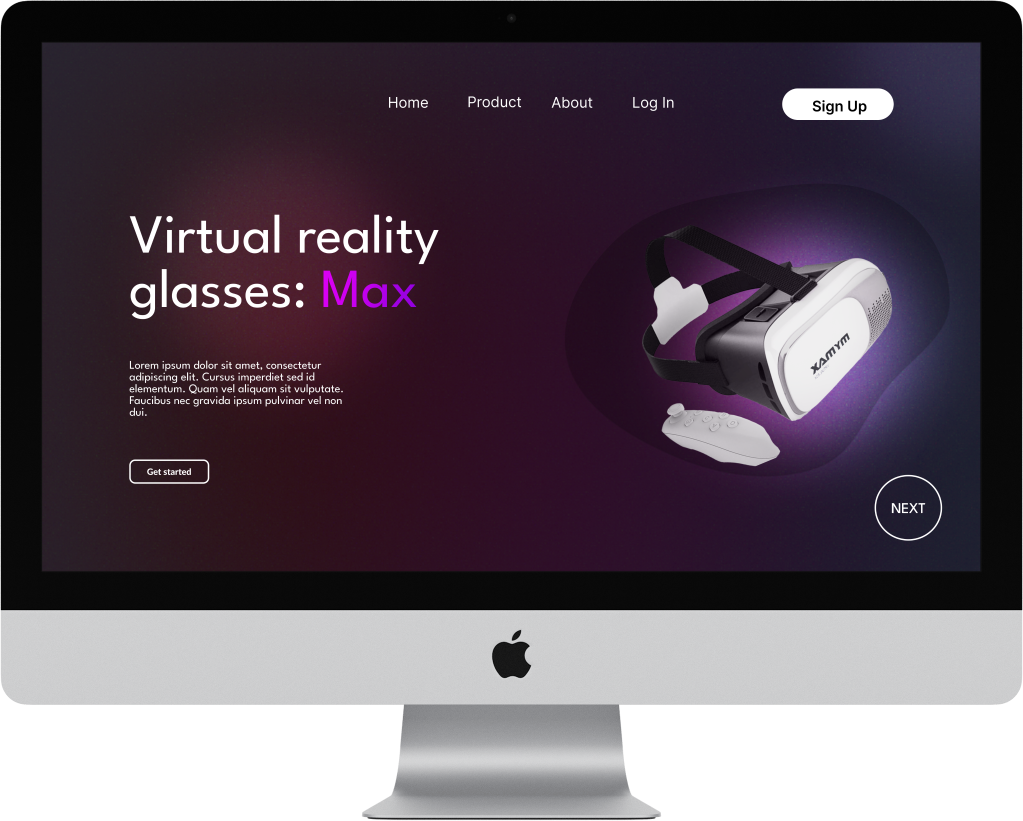 Home Product About Log In Sign Up
Virtual reality
glasses: Max
Lorem ipsum dolor sit amet, consectetur
adipiscing elit. Cursus imperdiet sed id
elementum. Quam vel aliquam sit vulputate.
Faucibus nec gravida ipsum pulvinar vel non
dui.
Get started
XAMYM
NEXT